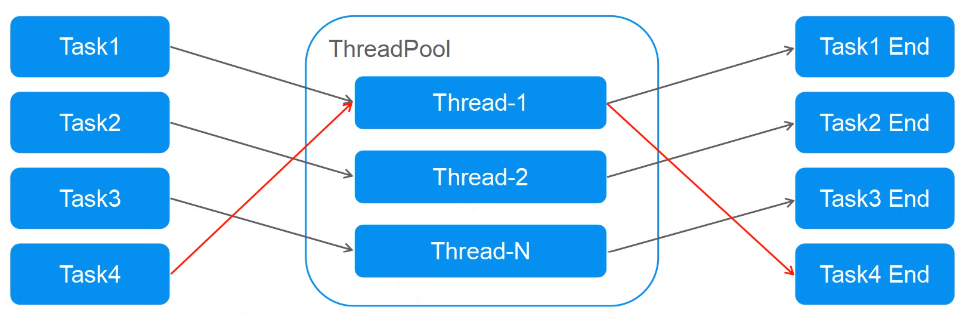 Task1
Task2
Task3
Task4
ThreadPool
Thread-1
Thread-2
Thread-N
Task1 End
Task2 End
Task3 End
Task4 End